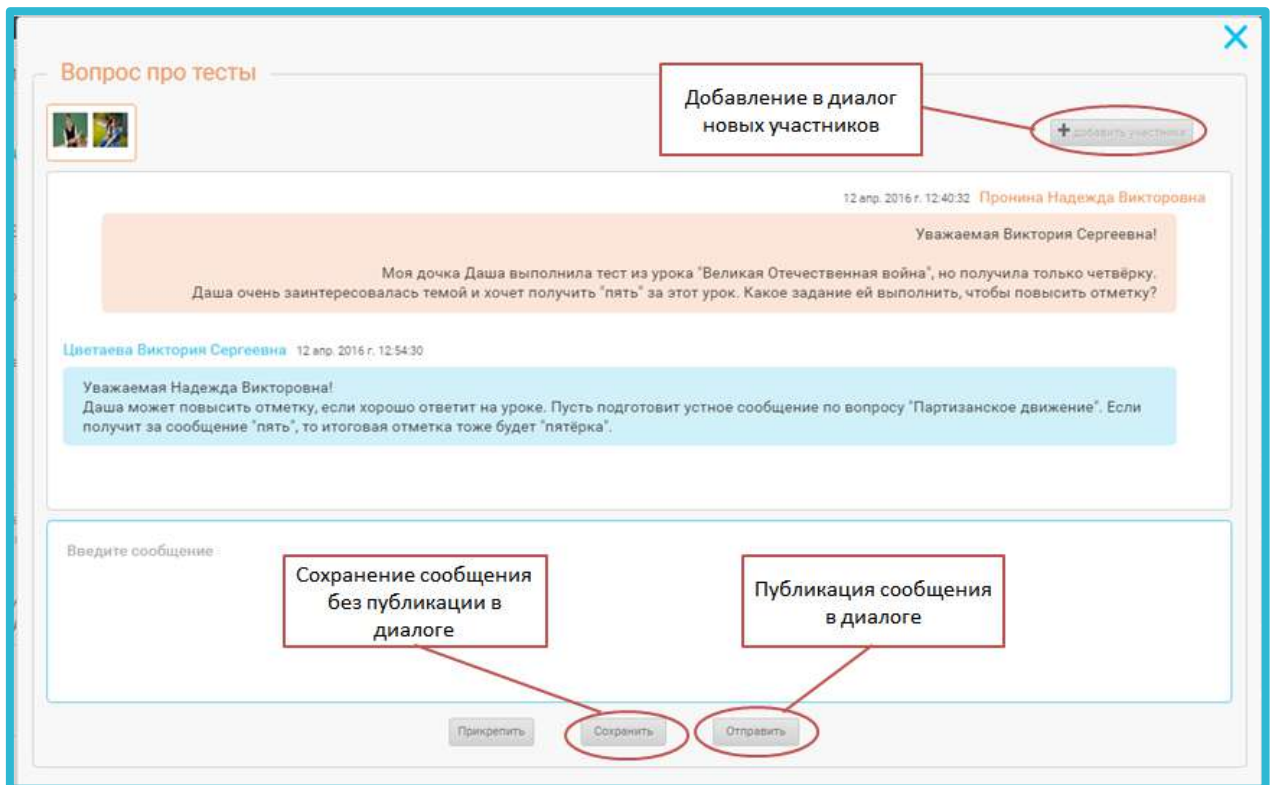 Вопрос про тесты
Добавление в диалог
новых участников
добавить участника
12 апр. 2016 г. 12:40:32 Пронина Надежда Викторовна
Уважаемая Виктория Сергеевна!
Моя дочка Даша выполнила тест из урока "Великая Отечественная война", но получила только четвёрку.
Даша очень заинтересовалась темой и хочет получить "пять" за этот урок. Какое задание ей выполнить, чтобы повысить отметку?
Цветаева Виктория Сергеевна 12 апр. 2016 г. 12:54:30
Уважаемая Надежда Викторовна!
Даша может повысить отметку, если хорошо ответит на уроке. Пусть подготовит устное сообщение по вопросу "Партизанское движение". Если
получит за сообщение "пять", то итоговая отметка тоже будет "пятёрка".
Введите сообщение
Сохранение сообщения
без публикации в
диалоге
Публикация сообщения
в диалоге
Прикрепить
Сохранить
Отправить